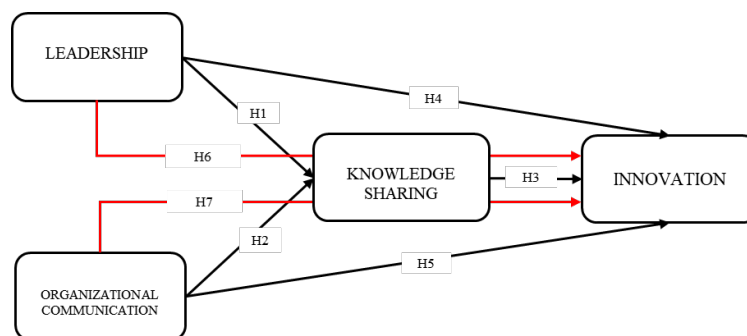 LEADERSHIP
H1
H4
H6
KNOWLEDGE
SHARING
H3
INNOVATION
H7
H2
H5
ORGANIZATIONAL
COMMUNICATION